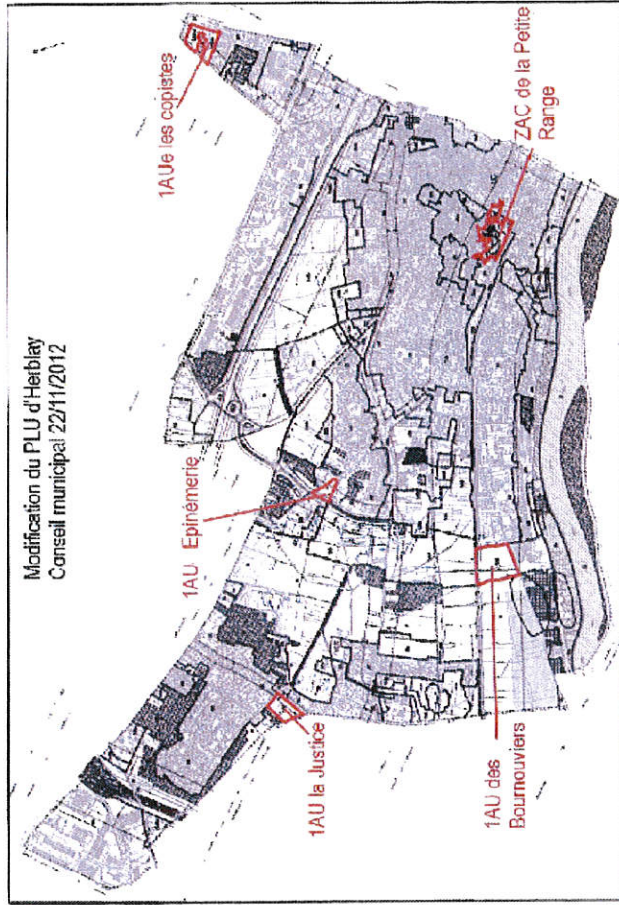 Modification du PLU d'Herblay
Conseil municipal 22/11/2012
1AUe les copistes
1AU Epinemerie
ZAC de la Petite
Range
1AU la Justice
1AU des
Bournouviers